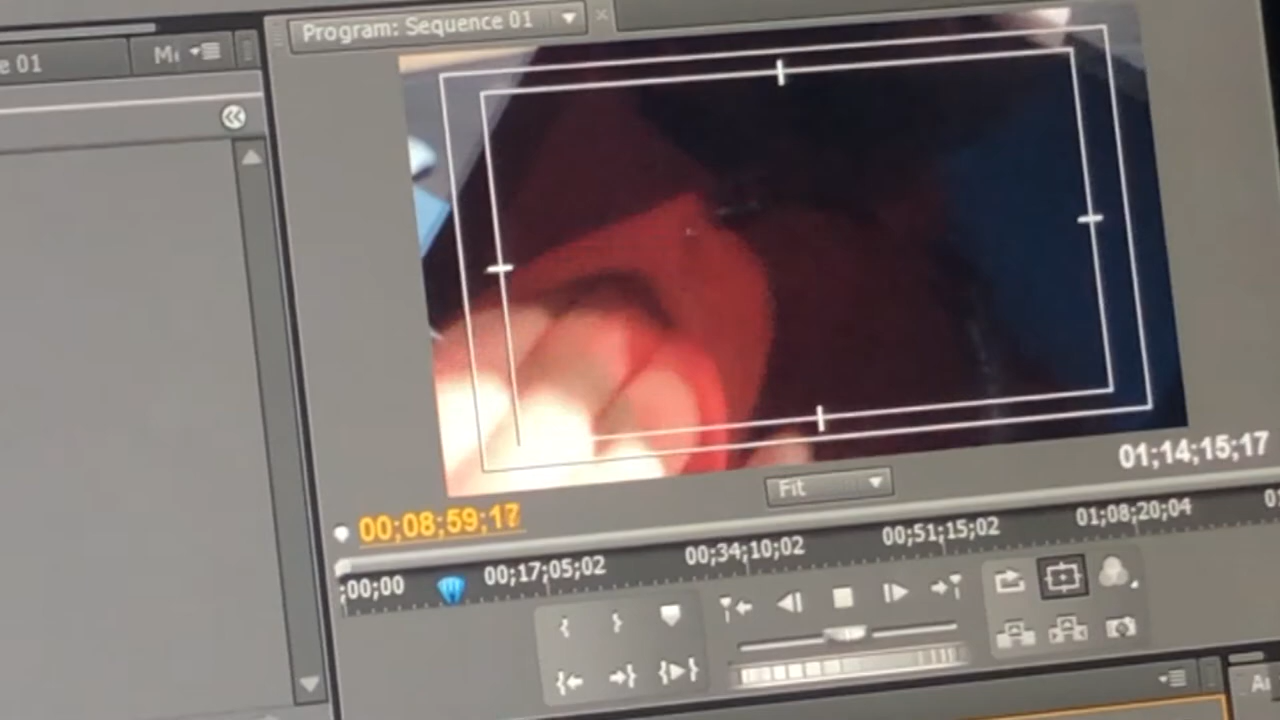 Program: Sequence 01
e 01
Fit
01;14;15;17
00;08;59;17
;00;00
00;17;05;02
00;34;10;02
00;51;15;02
01;08;20;04